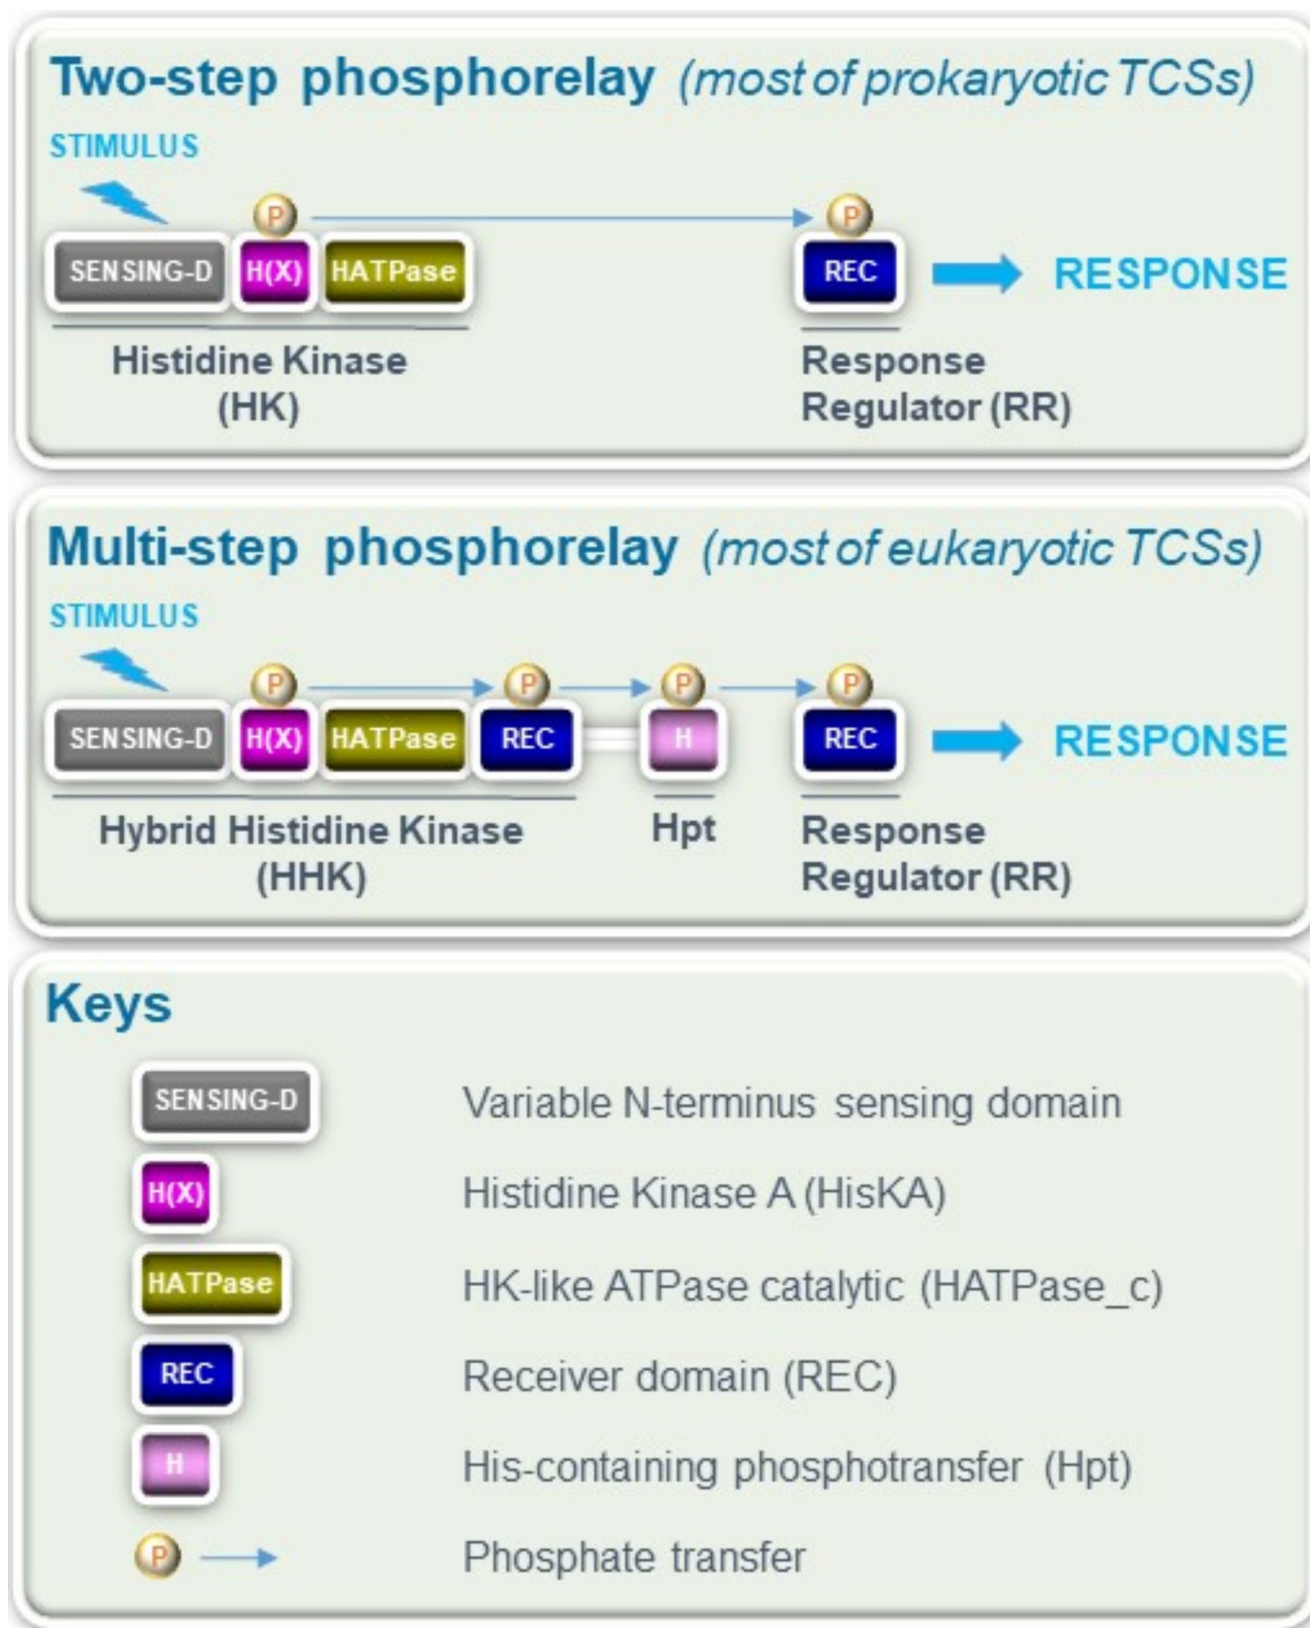 Two-step phosphorelay (most of prokaryotic TCSs)
STIMULUS
P P
SENSING-D H(X) HATPase REC RESPONSE
Histidine Kinase
(HK)
Response
Regulator (RR)
Multi-step phosphorelay (most of eukaryotic TCSs)
STIMULUS
P P P P
SENSING-D H(X) HATPase REC H REC RESPONSE
Hybrid Histidine Kinase
(HHK)
Hpt
Response
Regulator (RR)
Keys
SENSING-D Variable N-terminus sensing domain
H(X) Histidine Kinase A (HisKA)
HATPase HK-like ATPase catalytic (HATPase_c)
REC Receiver domain (REC)
H His-containing phosphotransfer (Hpt)
P Phosphate transfer